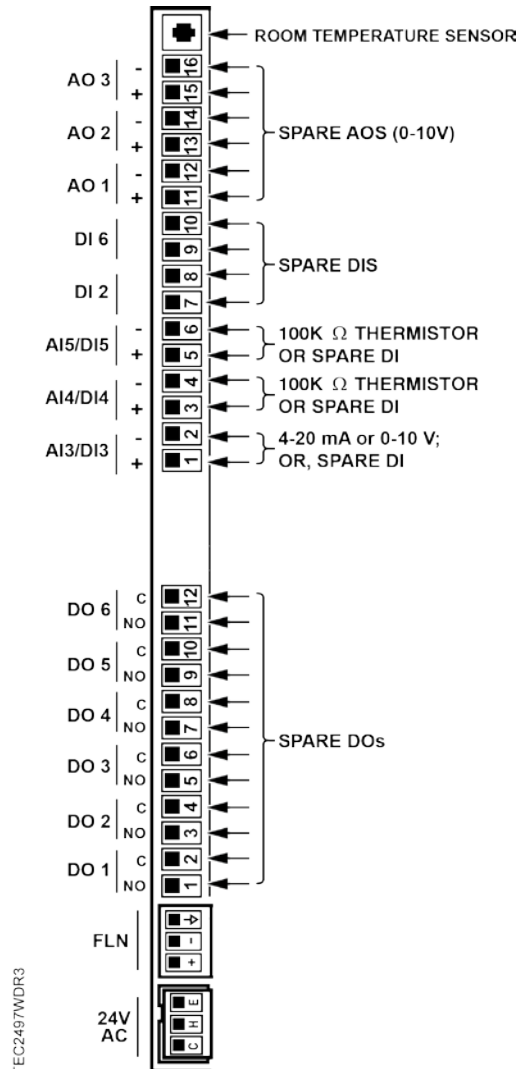 ROOM TEMPERATURE SENSOR
AO 3 - 16
+ 15
AO 2 - 14
+ 13
AO 1 - 12
+ 11
SPARE AOS (0-10V)
DI 6 10
9
DI 2 8
7
SPARE DIS
AI5/DI5 - 6
+ 5
100K Ω THERMISTOR
OR SPARE DI
AI4/DI4 - 4
+ 3
100K Ω THERMISTOR
OR SPARE DI
AI3/DI3 - 2
+ 1
4-20 mA or 0-10 V;
OR, SPARE DI
DO 6 C 12
NO 11
DO 5 C 10
NO 9
DO 4 C 8
NO 7
DO 3 C 6
NO 5
DO 2 C 4
NO 3
DO 1 C 2
NO 1
SPARE DOs
FLN
-
+
24V
AC
E
H
C
TEC2497WDR3